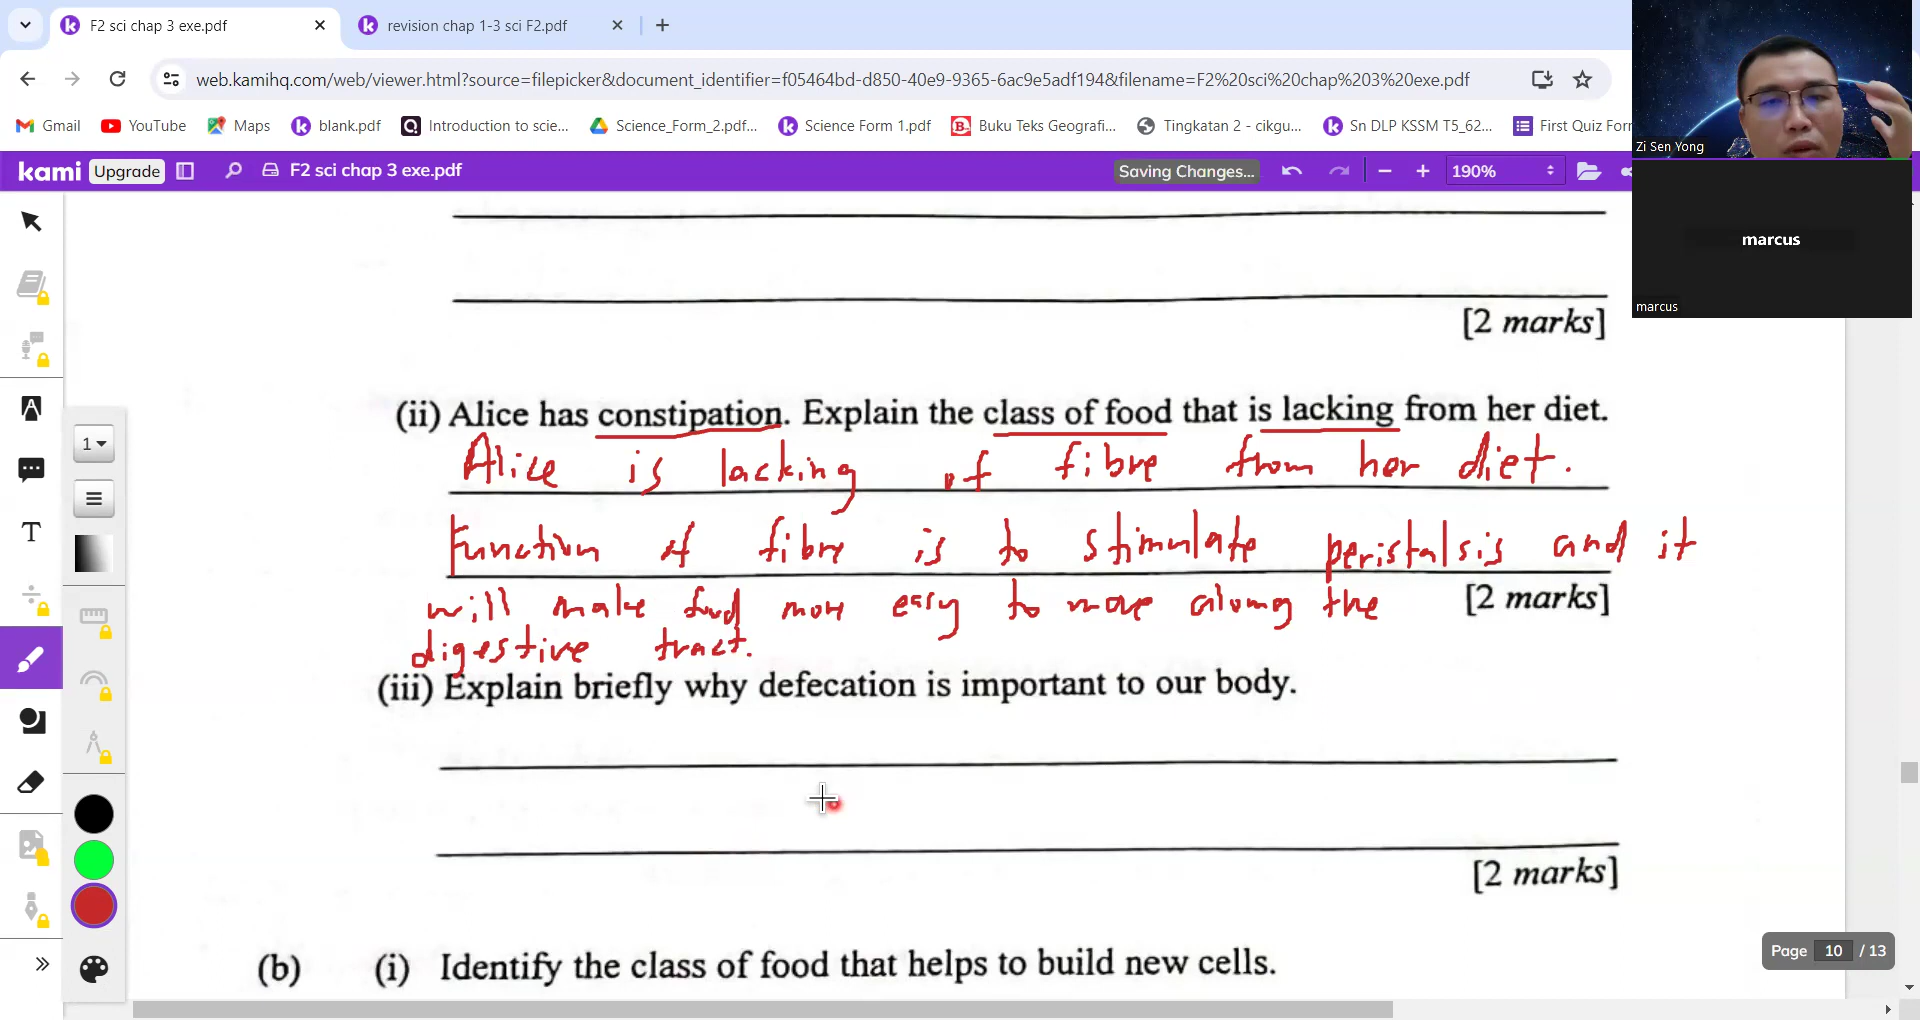 F2 sci chap 3 exe.pdf
revision chap 1-3 sci F2.pdf
web.kamihq.com/web/viewer.html?source=filepicker&document_identifier=f05464bd-d850-40e9-9365-6ac9e5adf194&filename=F2%20sci%20chap%203%20exe.pdf
Gmail YouTube Maps blank.pdf Introduction to scie... Science_Form_2.pdf... Science Form 1.pdf Buku Teks Geografi... Tingkatan 2 - cikgu... Sn DLP KSSM T5_62... First Quiz For
Zi Sen Yong
kami Upgrade F2 sci chap 3 exe.pdf Saving Changes... 190%
marcus
marcus
[2 marks]
(ii) Alice has constipation. Explain the class of food that is lacking from her diet.
Alice is lacking of fibre from her diet.
Function of fibre is to stimulate peristalsis and it
will make food more easy to move along the
[2 marks]
digestive tract.
(iii) Explain briefly why defecation is important to our body.
[2 marks]
(b) (i) Identify the class of food that helps to build new cells.
1
T
Page 10 / 13